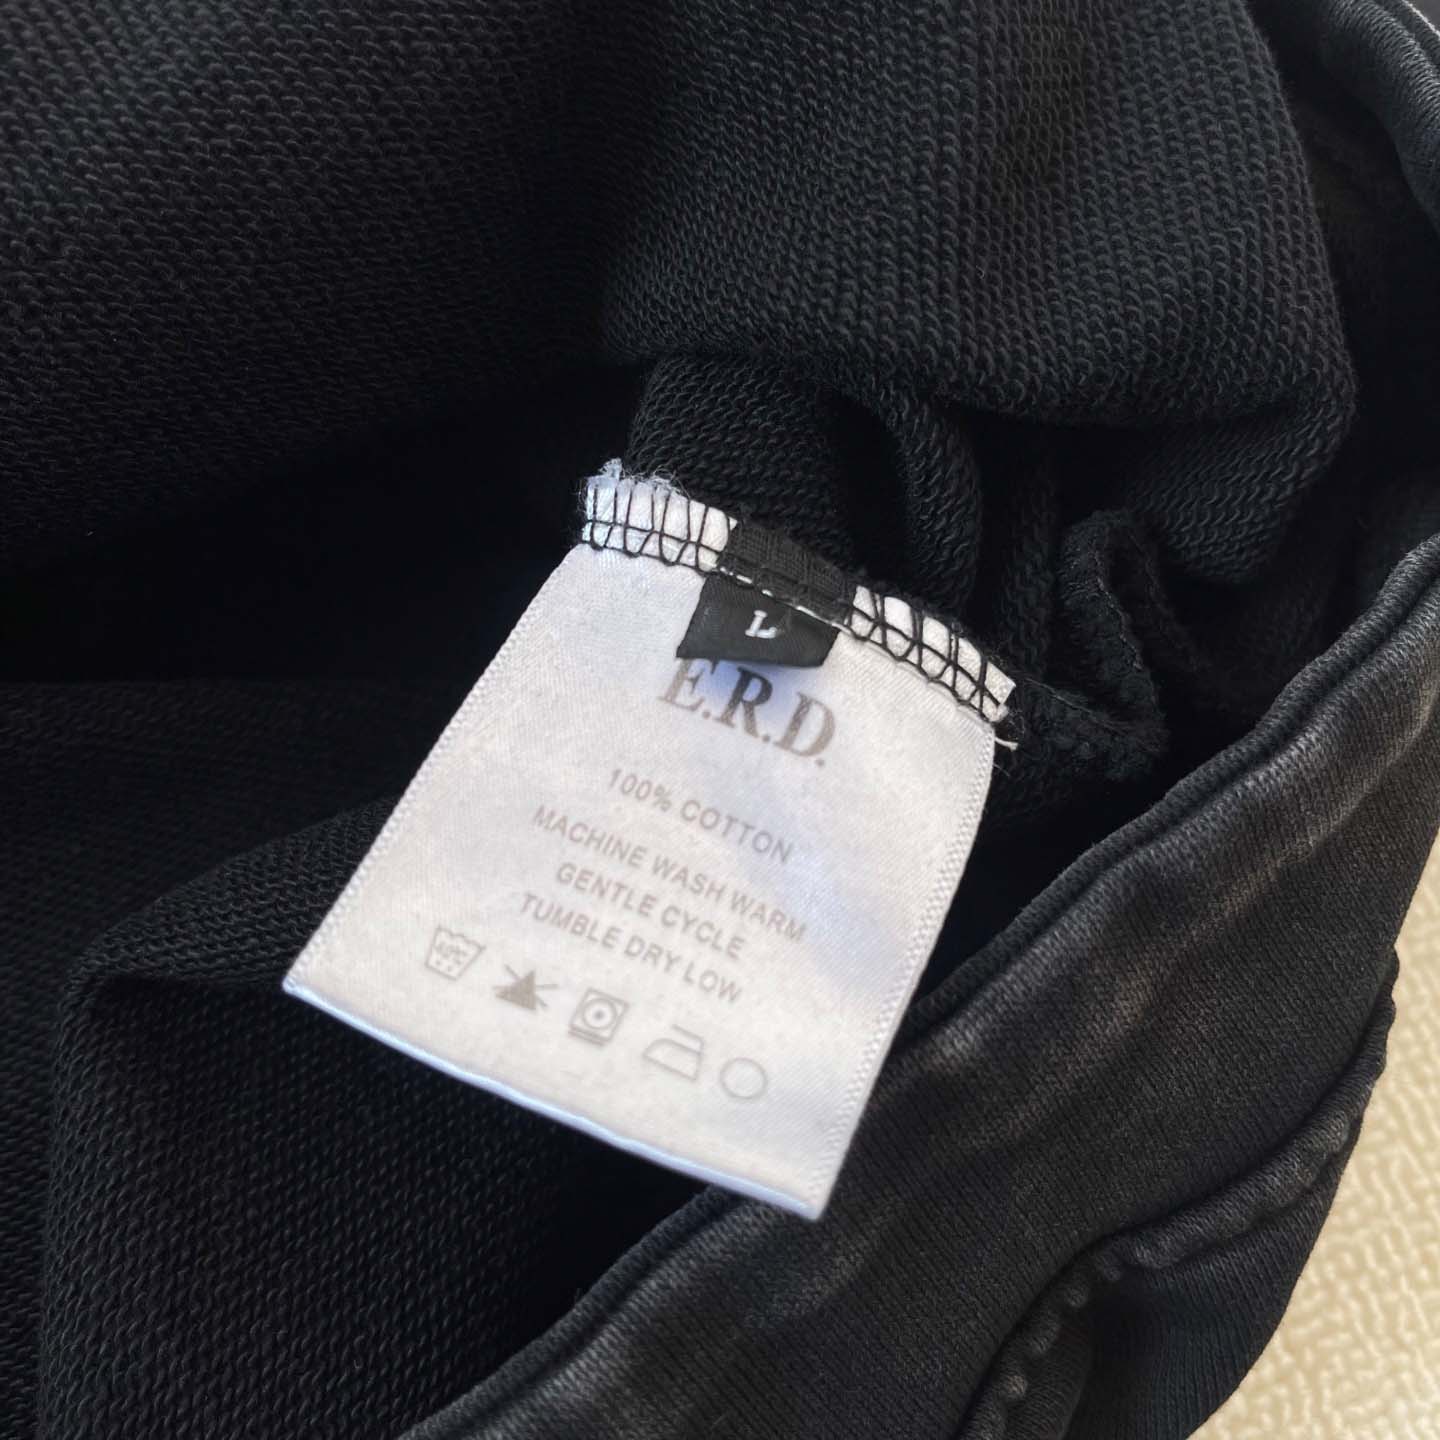 L
E.R.D.
100% COTTON
MACHINE WASH WARM
GENTLE CYCLE
TUMBLE DRY LOW